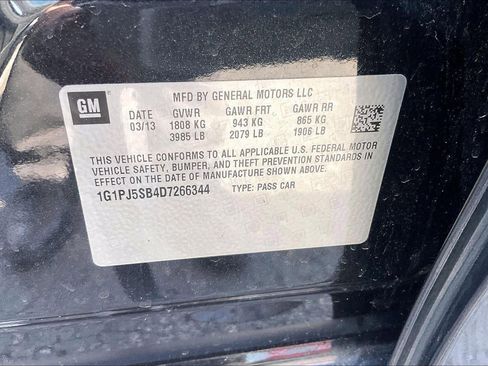 GM
MFD BY GENERAL MOTORS LLC
DATE GVWR GAWR FRT GAWR RR
03/13 1808 KG 943 KG 865 KG
3985 LB 2079 LB 1906 LB
THIS VEHICLE CONFORMS TO ALL APPLICABLE U.S. FEDERAL MOTOR
VEHICLE SAFETY, BUMPER, AND THEFT PREVENTION STANDARDS IN
EFFECT ON THE DATE OF MANUFACTURE SHOWN ABOVE.
1G1PJ5SB4D7266344 TYPE: PASS CAR